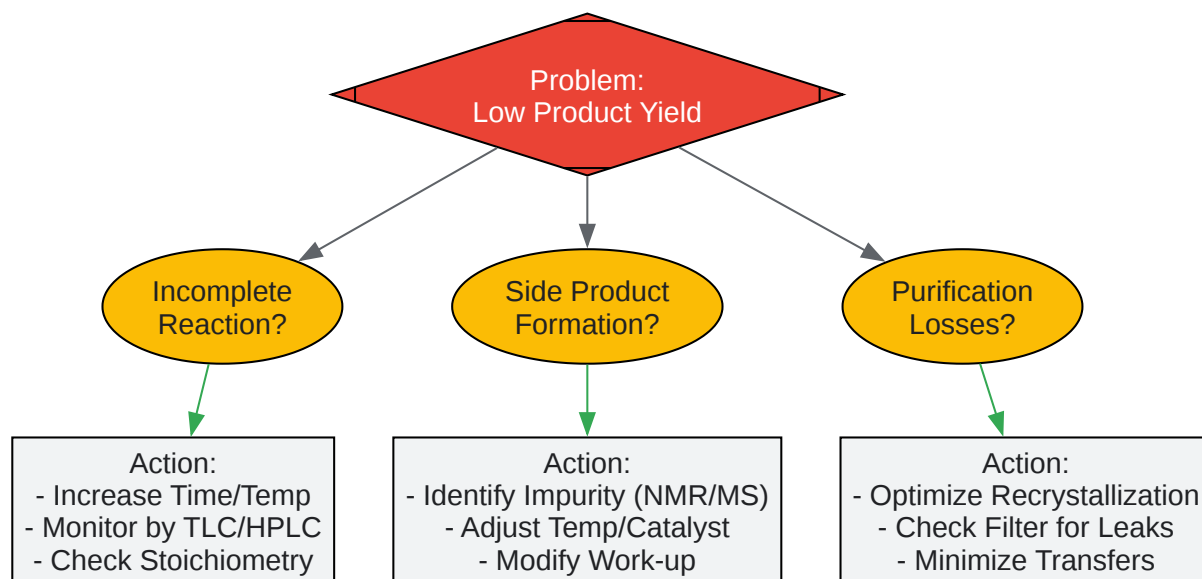 Problem:
Low Product Yield
Incomplete
Reaction?
Side Product
Formation?
Purification
Losses?
Action:
- Increase Time/Temp
- Monitor by TLC/HPLC
- Check Stoichiometry
Action:
- Identify Impurity (NMR/MS)
- Adjust Temp/Catalyst
- Modify Work-up
Action:
- Optimize Recrystallization
- Check Filter for Leaks
- Minimize Transfers